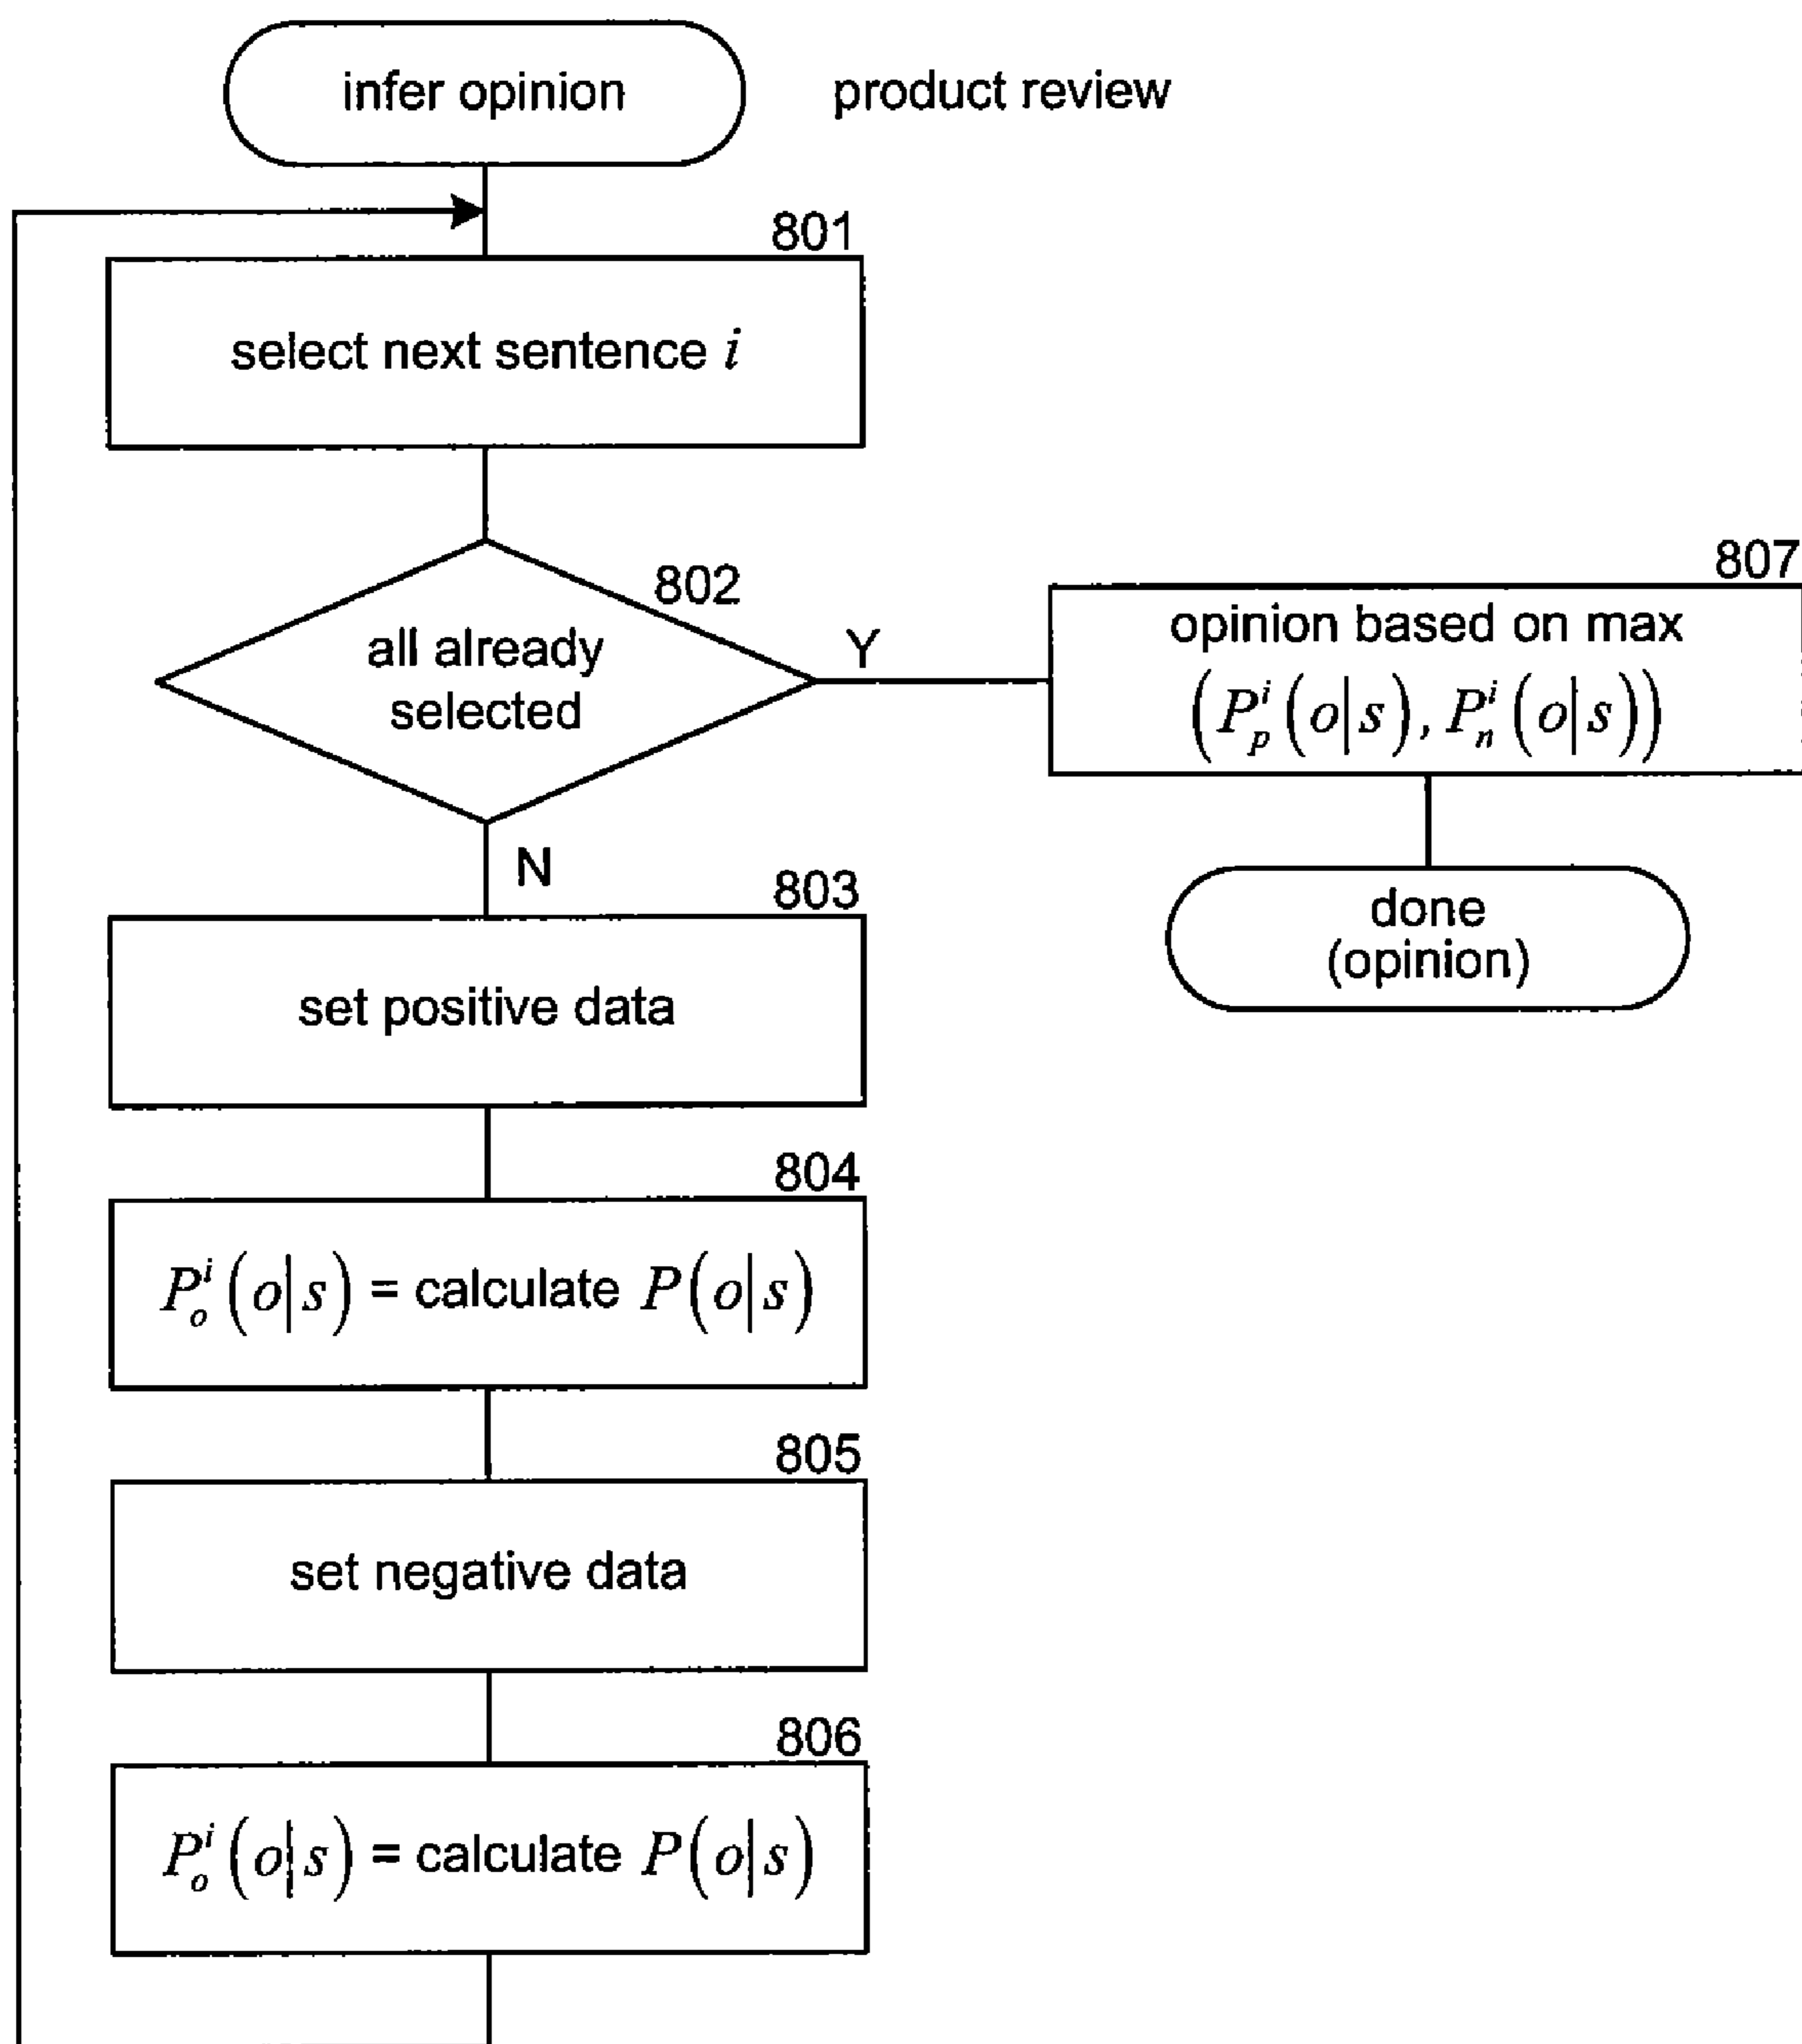 infer opinion
product review
801
select next sentence i
802
all already
selected
Y
N
807
opinion based on max
(P_p^i(o|s), P_n^i(o|s))
done
(opinion)
803
set positive data
804
P_o^i(o|s) = calculate P(o|s)
805
set negative data
806
P_o^i(o|s) = calculate P(o|s)